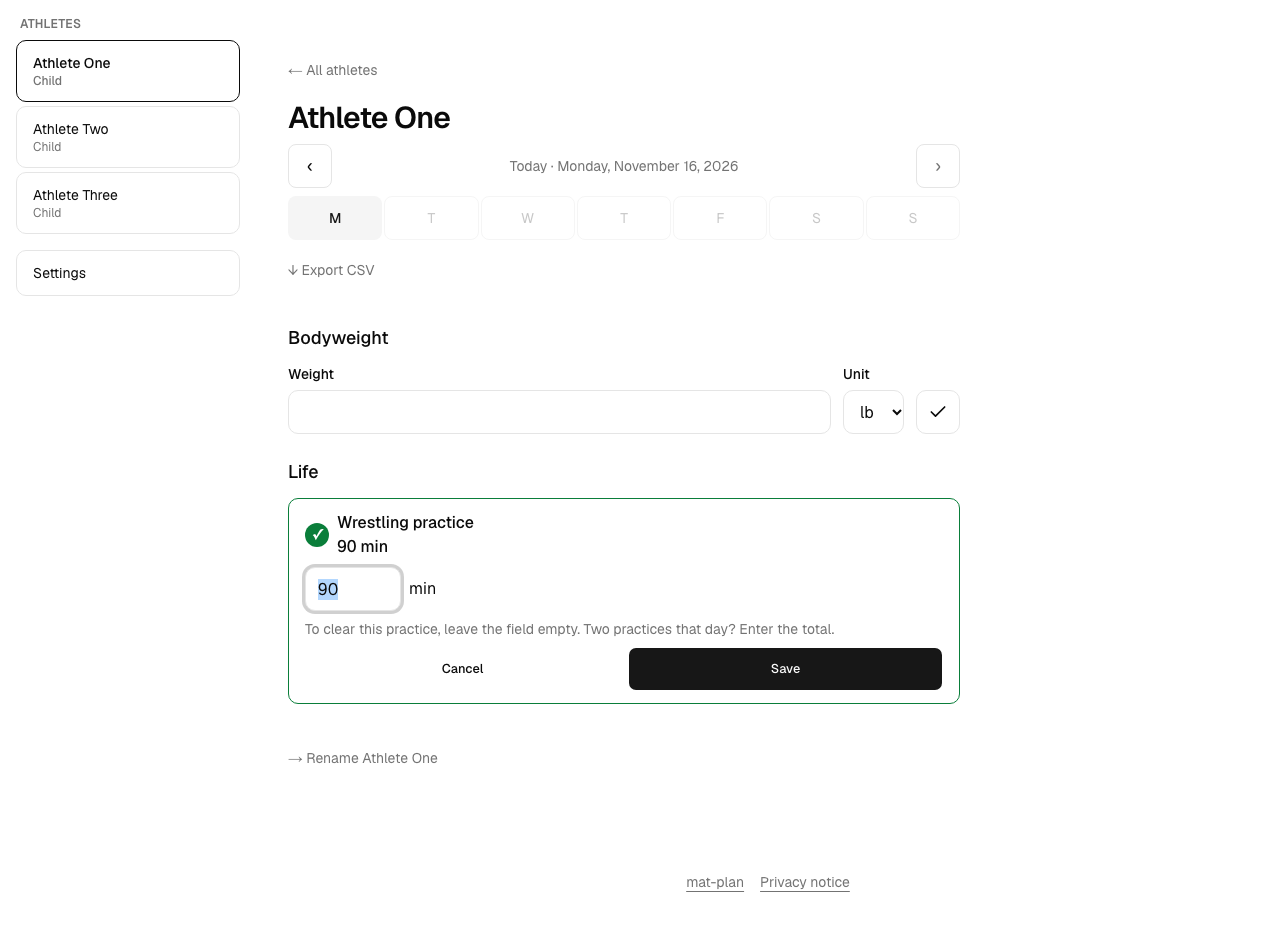 ATHLETES
Athlete One
Child
Athlete Two
Child
Athlete Three
Child
Settings
← All athletes
Athlete One
‹
Today · Monday, November 16, 2026
›
M T W T F S S
↓ Export CSV
Bodyweight
Weight
Unit
lb
Life
Wrestling practice
90 min
90 min
To clear this practice, leave the field empty. Two practices that day? Enter the total.
Cancel
Save
→ Rename Athlete One
mat-plan
Privacy notice